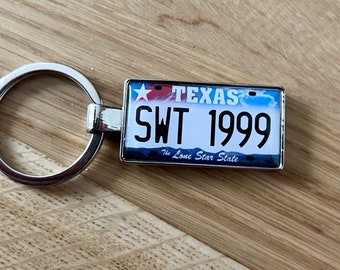 TEXAS
SWT 1999
The Lone Star State